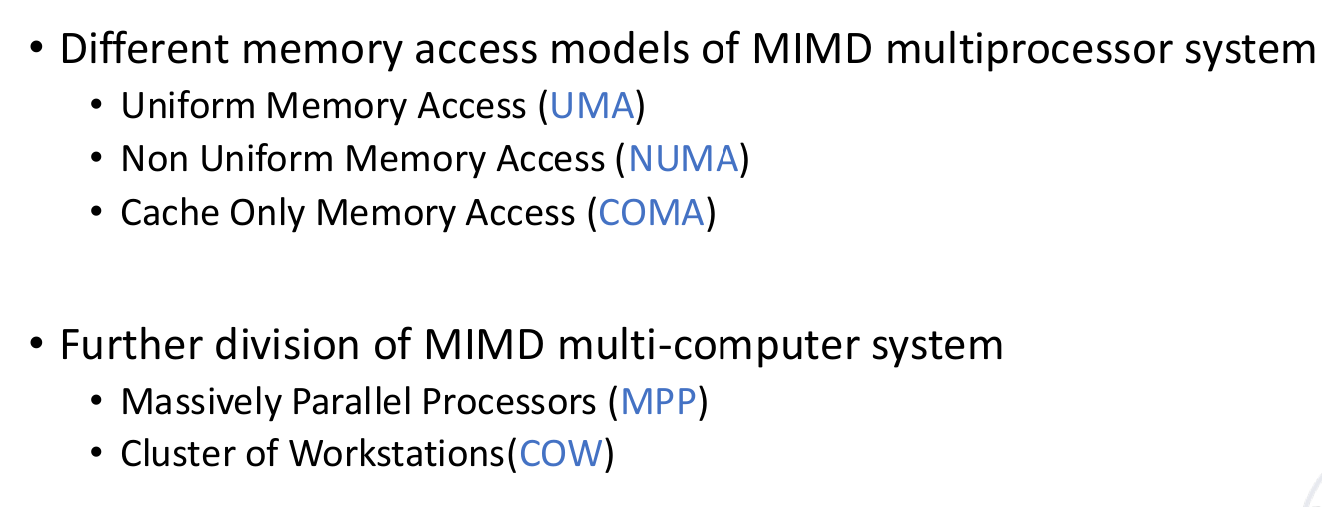 • Different memory access models of MIMD multiprocessor system
• Uniform Memory Access (UMA)
• Non Uniform Memory Access (NUMA)
• Cache Only Memory Access (COMA)
• Further division of MIMD multi-computer system
• Massively Parallel Processors (MPP)
• Cluster of Workstations(COW)